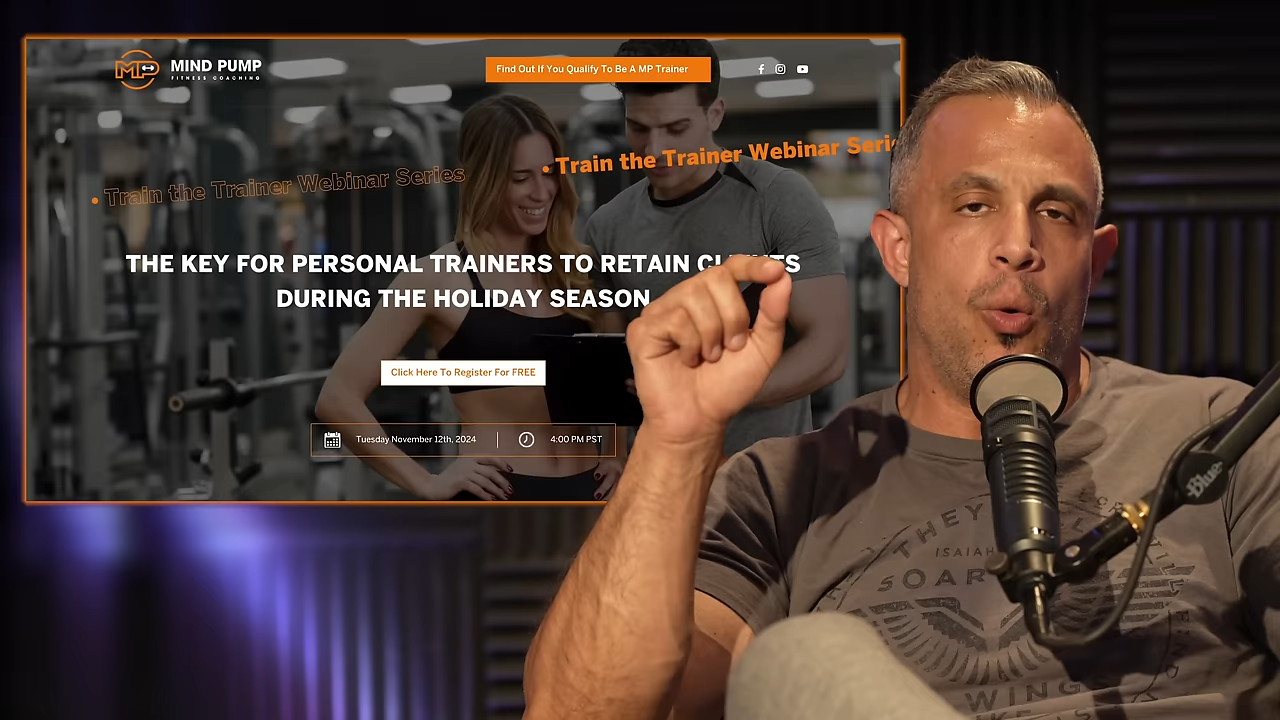 MP
MIND PUMP
FITNESS COACHING
Find Out If You Qualify To Be A MP Trainer
Train the Trainer Webinar Series
Train the Trainer Webinar
THE KEY FOR PERSONAL TRAINERS TO RETAIN
DURING THE HOLIDAY SEASON
Click Here To Register For FREE
Tuesday November 12th, 2024
4:00 PM PST
Blue
THEY
ISAIAH
SOAR
WING